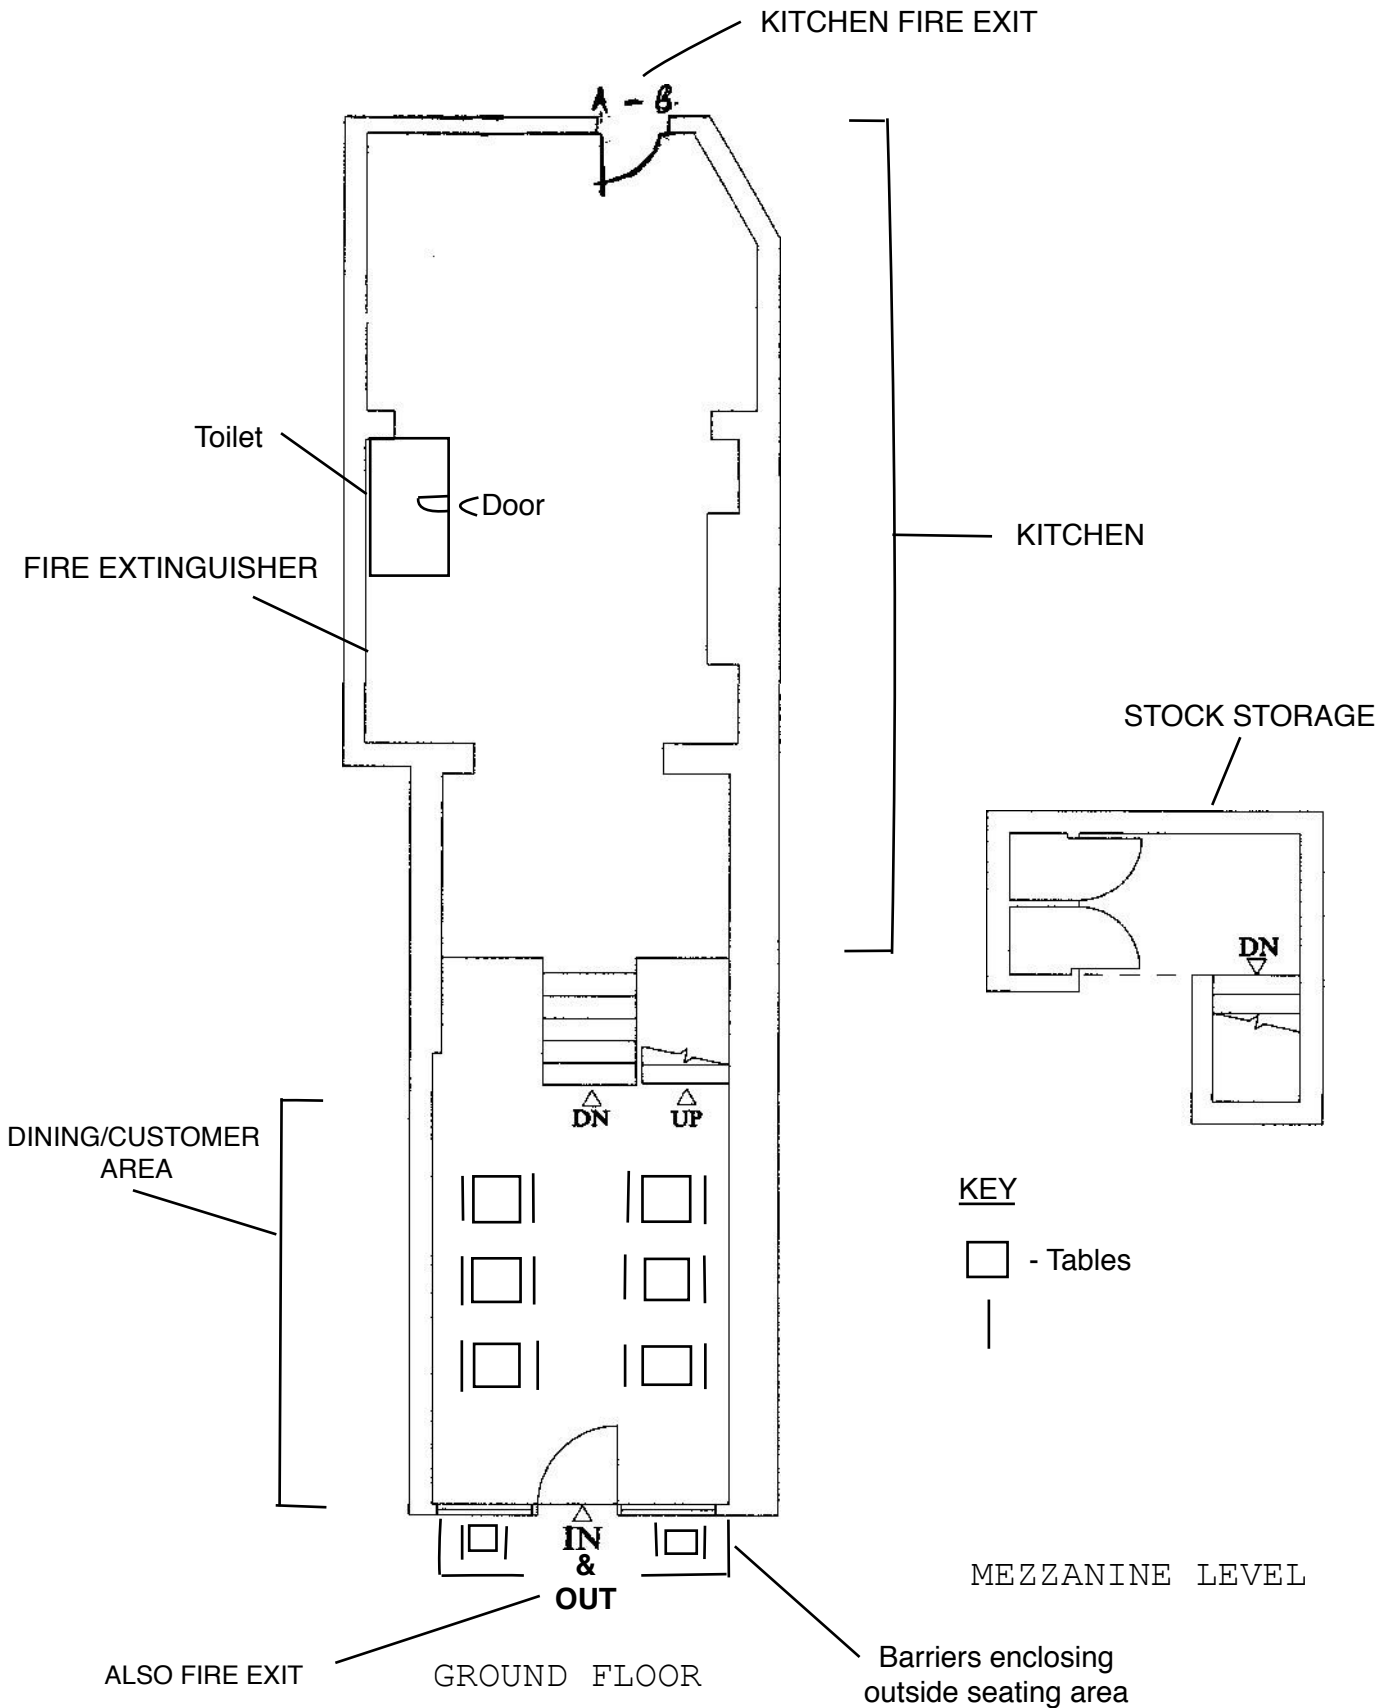 KITCHEN FIRE EXIT
A - B
Toilet
Door
FIRE EXTINGUISHER
KITCHEN
STOCK STORAGE
DN
DN
UP
DINING/CUSTOMER
AREA
KEY
- Tables
IN
&
OUT
MEZZANINE LEVEL
ALSO FIRE EXIT
GROUND FLOOR
Barriers enclosing
outside seating area